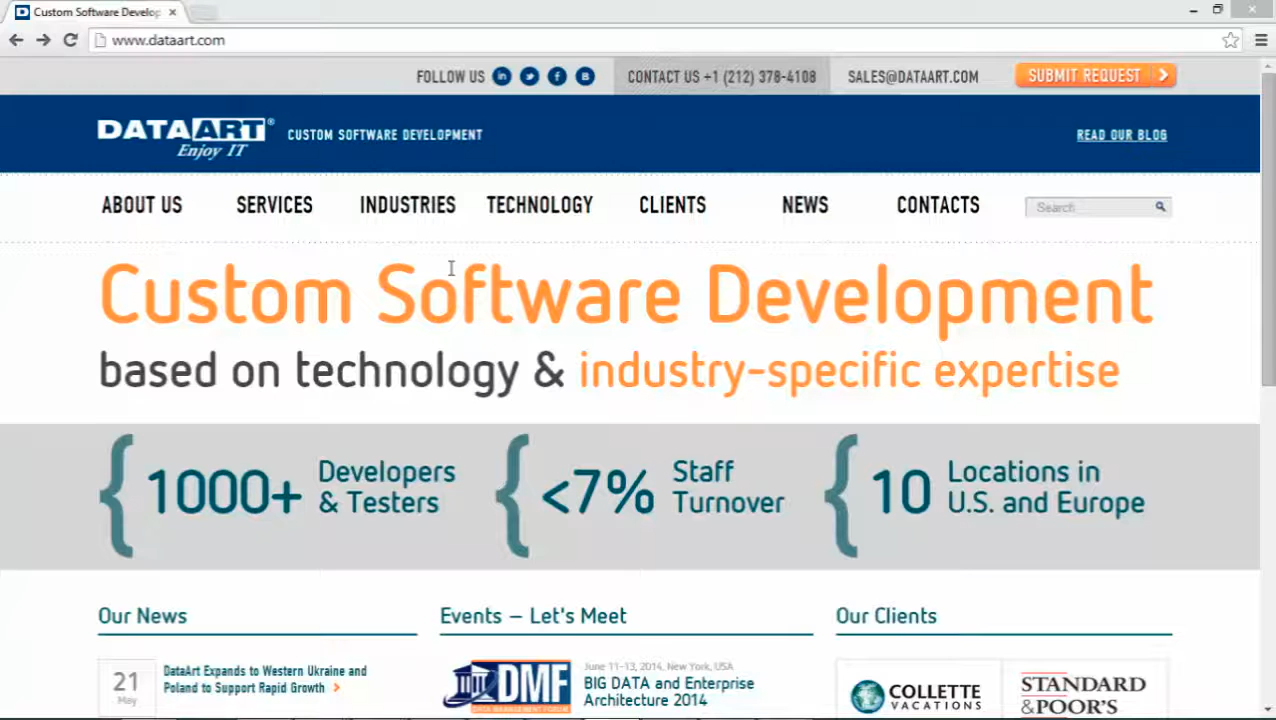 Custom Software Develop
www.dataart.com
FOLLOW US
CONTACT US +1 (212) 378-4108
SALES@DATAART.COM
SUBMIT REQUEST
DATAART®
Enjoy IT
CUSTOM SOFTWARE DEVELOPMENT
READ OUR BLOG
ABOUT US SERVICES INDUSTRIES TECHNOLOGY CLIENTS NEWS CONTACTS
Search
Custom Software Development
based on technology & industry-specific expertise
{ 1000+ Developers
& Testers
{ <7% Staff
Turnover
{ 10 Locations in
U.S. and Europe
Our News
21
May
DataArt Expands to Western Ukraine and
Poland to Support Rapid Growth >
Events – Let's Meet
DMF
DATA MANAGEMENT FORUM
June 11-13, 2014, New York, USA
BIG DATA and Enterprise
Architecture 2014
Our Clients
COLLETTE
VACATIONS
STANDARD
&POOR'S